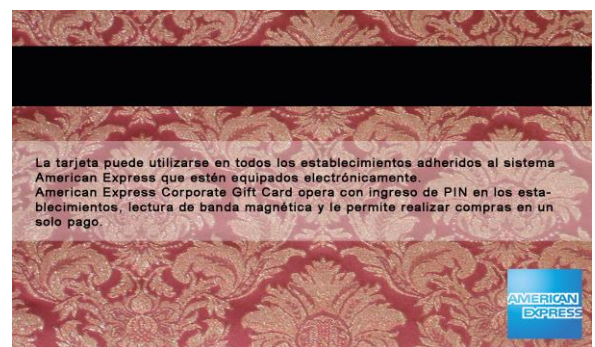 La tarjeta puede utilizarse en todos los establecimientos adheridos al sistema
American Express que estén equipados electrónicamente.
American Express Corporate Gift Card opera con ingreso de PIN en los esta-
blecimientos, lectura de banda magnética y le permite realizar compras en un
solo pago.
AMERICAN
EXPRESS